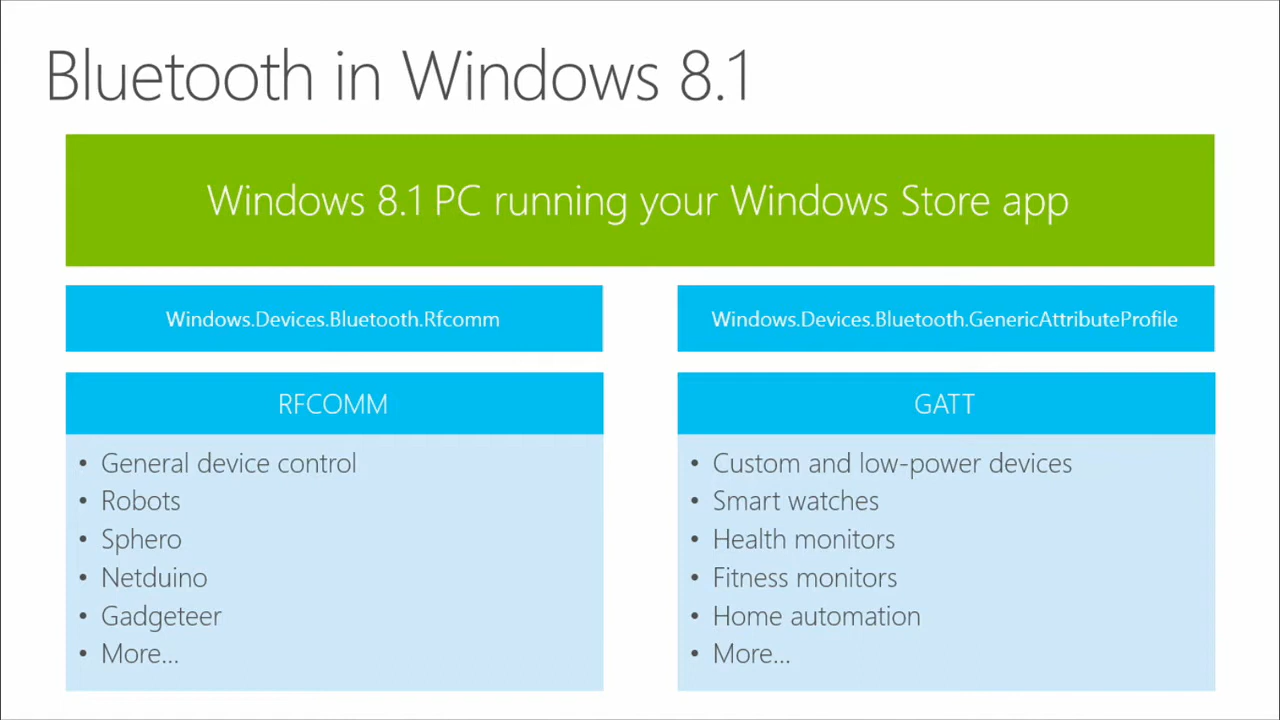 Bluetooth in Windows 8.1
Windows 8.1 PC running your Windows Store app
Windows.Devices.Bluetooth.Rfcomm
Windows.Devices.Bluetooth.GenericAttributeProfile
RFCOMM
• General device control
• Robots
• Sphero
• Netduino
• Gadgeteer
• More...
GATT
• Custom and low-power devices
• Smart watches
• Health monitors
• Fitness monitors
• Home automation
• More...